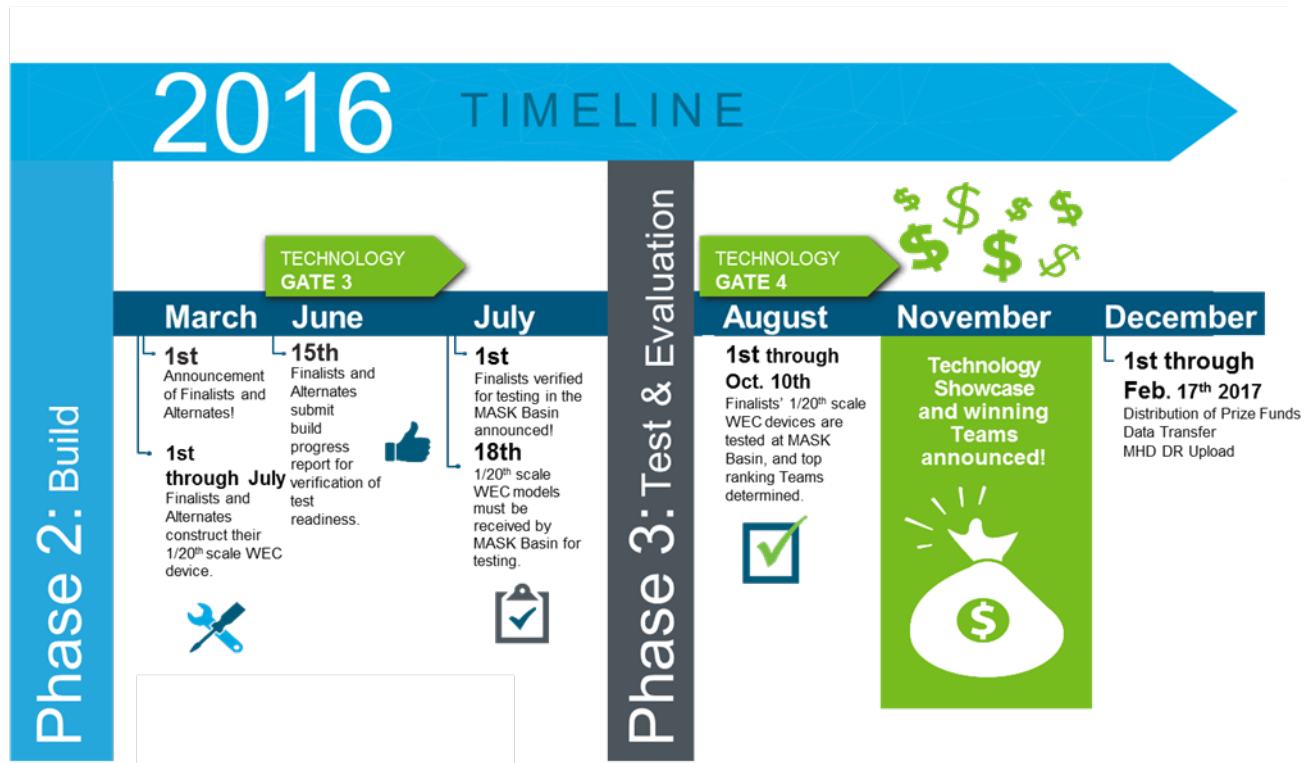 2016 TIMELINE
Phase 2: Build
TECHNOLOGY
GATE 3
March
1st
Announcement
of Finalists and
Alternates!
1st
through July
Finalists and
Alternates
construct their
1/20th scale WEC
device.
June
15th
Finalists and
Alternates
submit
build
progress
report for
verification of
test
readiness.
July
1st
Finalists verified
for testing in the
MASK Basin
announced!
18th
1/20th scale
WEC models
must be
received by
MASK Basin for
testing.
Phase 3: Test & Evaluation
TECHNOLOGY
GATE 4
August
1st through
Oct. 10th
Finalists' 1/20th scale
WEC devices are
tested at MASK
Basin, and top
ranking Teams
determined.
$ $ $ $
$ $ $
November
Technology
Showcase
and winning
Teams
announced!
$
December
1st through
Feb. 17th 2017
Distribution of Prize Funds
Data Transfer
MHD DR Upload